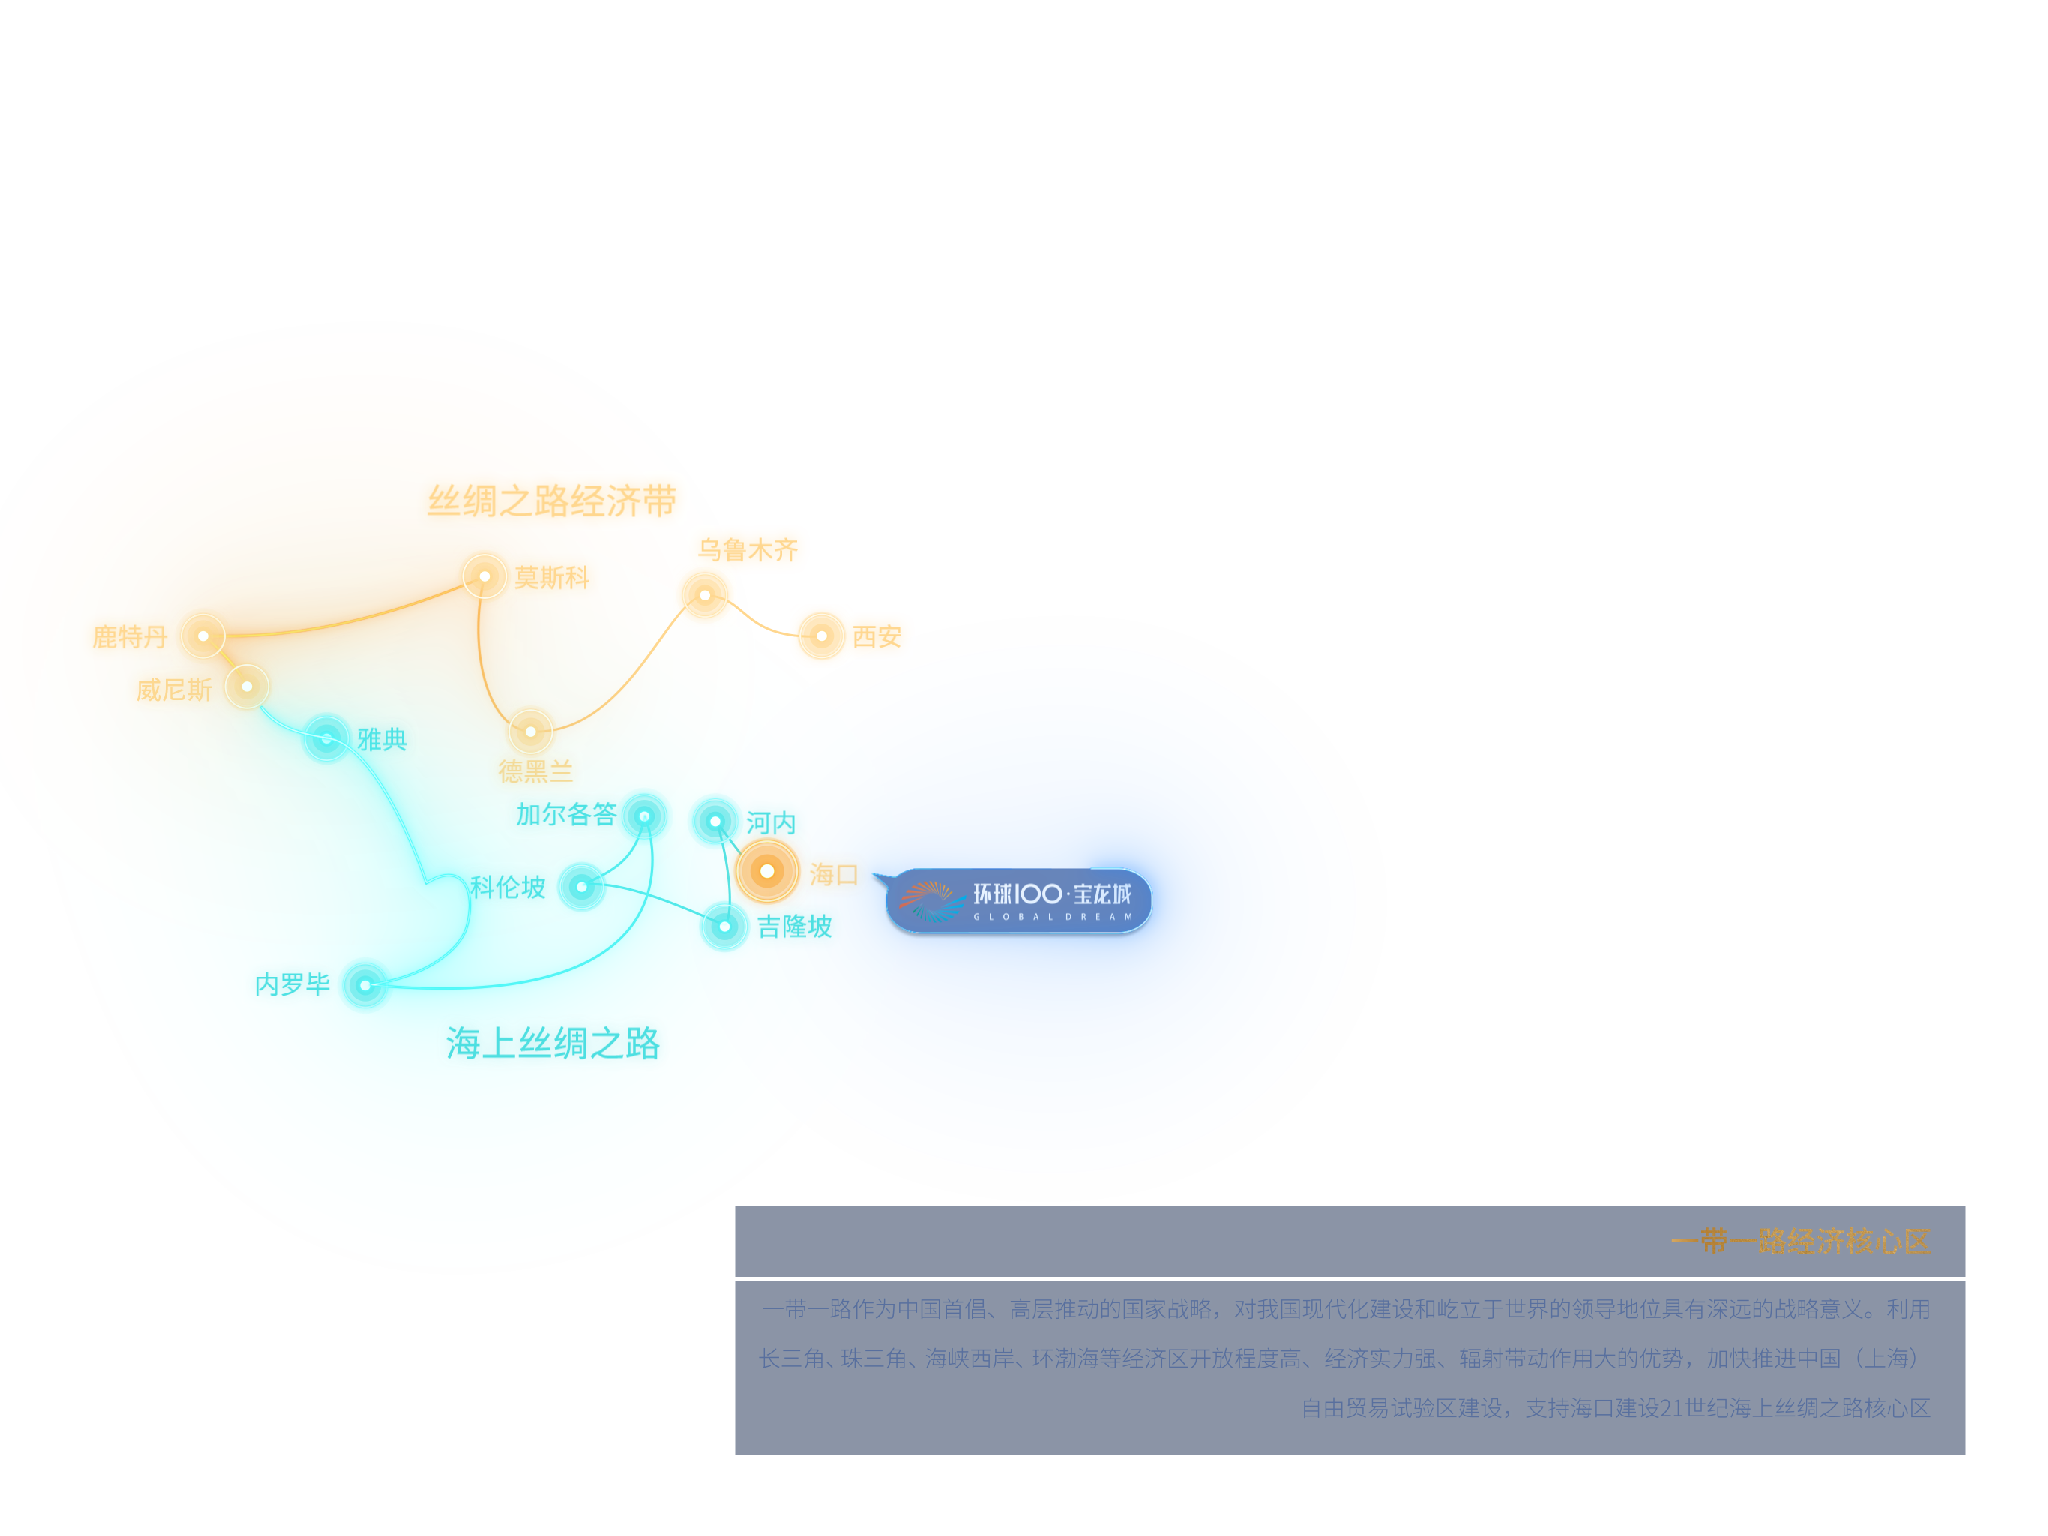 丝绸之路经济带
乌鲁木齐
莫斯科
鹿特丹
西安
威尼斯
雅典
德黑兰
加尔各答
河内
海口
科伦坡
环球100·宝龙城
GLOBAL DREAM
吉隆坡
内罗毕
海上丝绸之路
一带一路经济核心区
一带一路作为中国首倡、高层推动的国家战略，对我国现代化建设和屹立于世界的领导地位具有深远的战略意义。利用
长三角、珠三角、海峡西岸、环渤海等经济区开放程度高、经济实力强、辐射带动作用大的优势，加快推进中国（上海）
自由贸易试验区建设，支持海口建设21世纪海上丝绸之路核心区